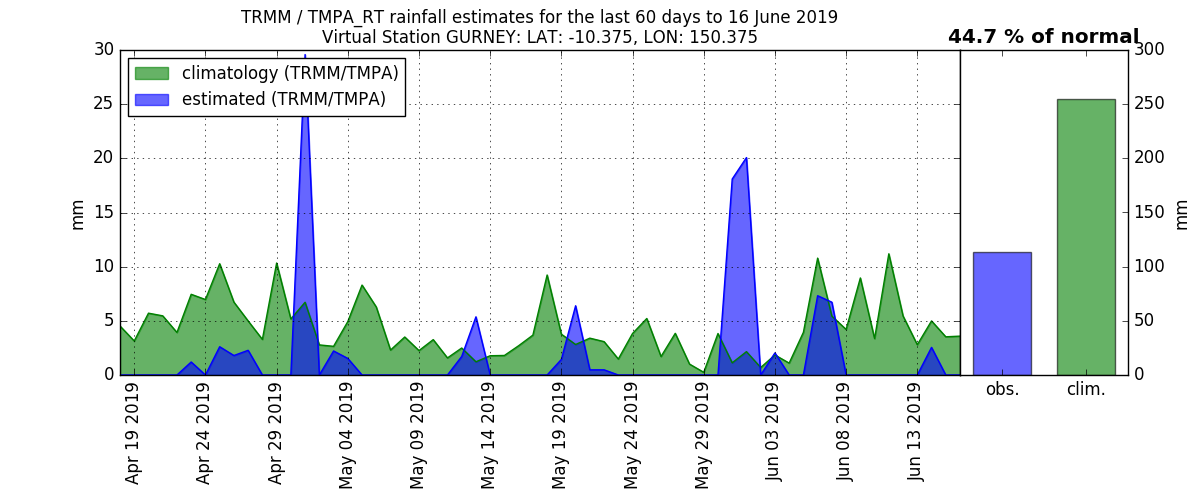 TRMM / TMPA_RT rainfall estimates for the last 60 days to 16 June 2019
Virtual Station GURNEY: LAT: -10.375, LON: 150.375
44.7 % of normal
climatology (TRMM/TMPA)
estimated (TRMM/TMPA)
30
25
20
15
10
5
0
mm
Apr 19 2019
Apr 24 2019
Apr 29 2019
May 04 2019
May 09 2019
May 14 2019
May 19 2019
May 24 2019
May 29 2019
Jun 03 2019
Jun 08 2019
Jun 13 2019
obs.
clim.
300
250
200
150
100
50
0
mm